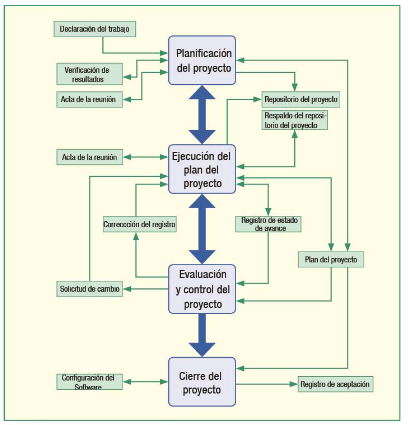 Declaración del trabajo
Planificación
del proyecto
Verificación de
resultados
Acta de la reunión
Repositorio del proyecto
Respaldo del reposi-
torio del proyecto
Acta de la reunión
Ejecución del
plan del
proyecto
Correccción del registro
Registro de estado
de avance
Plan del proyecto
Evaluación
y control del
proyecto
Solicitud de cambio
Cierre del
proyecto
Configuración del
Software
Registro de aceptación